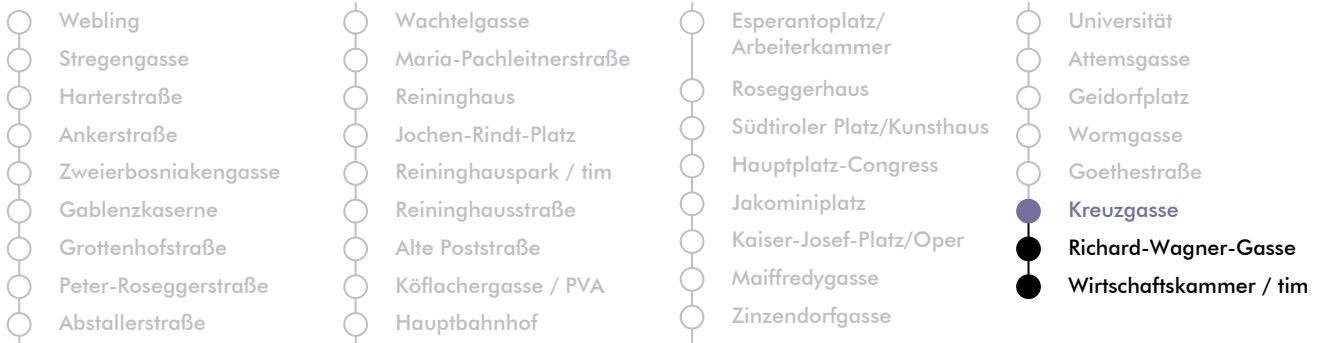 Webling
Stregengasse
Harterstraße
Ankerstraße
Zweierbosniakengasse
Gablenzkaserne
Grottenhofstraße
Peter-Roseggerstraße
Abstallerstraße
Wachtelgasse
Maria-Pachleitnerstraße
Reininghaus
Jochen-Rindt-Platz
Reininghauspark / tim
Reininghausstraße
Alte Poststraße
Köflachergasse / PVA
Hauptbahnhof
Esperantoplatz/
Arbeiterkammer
Roseggerhaus
Südtiroler Platz/Kunsthaus
Hauptplatz-Congress
Jakominiplatz
Kaiser-Josef-Platz/Oper
Maiffredygasse
Zinzendorfgasse
Universität
Attemsgasse
Geidorfplatz
Wormgasse
Goethestraße
Kreuzgasse
Richard-Wagner-Gasse
Wirtschaftskammer / tim